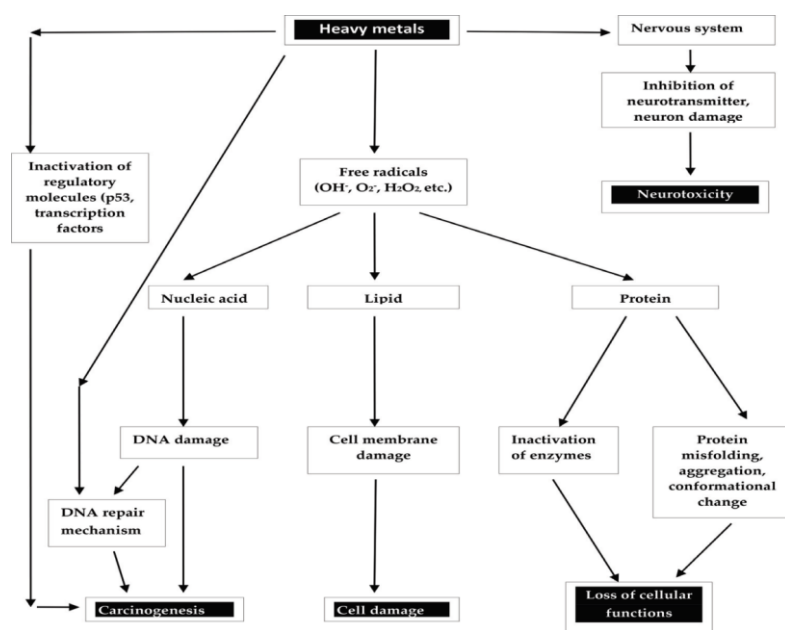 Heavy metals
Nervous system
Inhibition of
neurotransmitter,
neuron damage
Neurotoxicity
Inactivation of
regulatory
molecules (p53,
transcription
factors
Free radicals
(OH·, O₂·, H₂O₂, etc.)
Nucleic acid
Lipid
Protein
DNA damage
Cell membrane
damage
Inactivation
of enzymes
Protein
misfolding,
aggregation,
conformational
change
DNA repair
mechanism
Carcinogenesis
Cell damage
Loss of cellular
functions